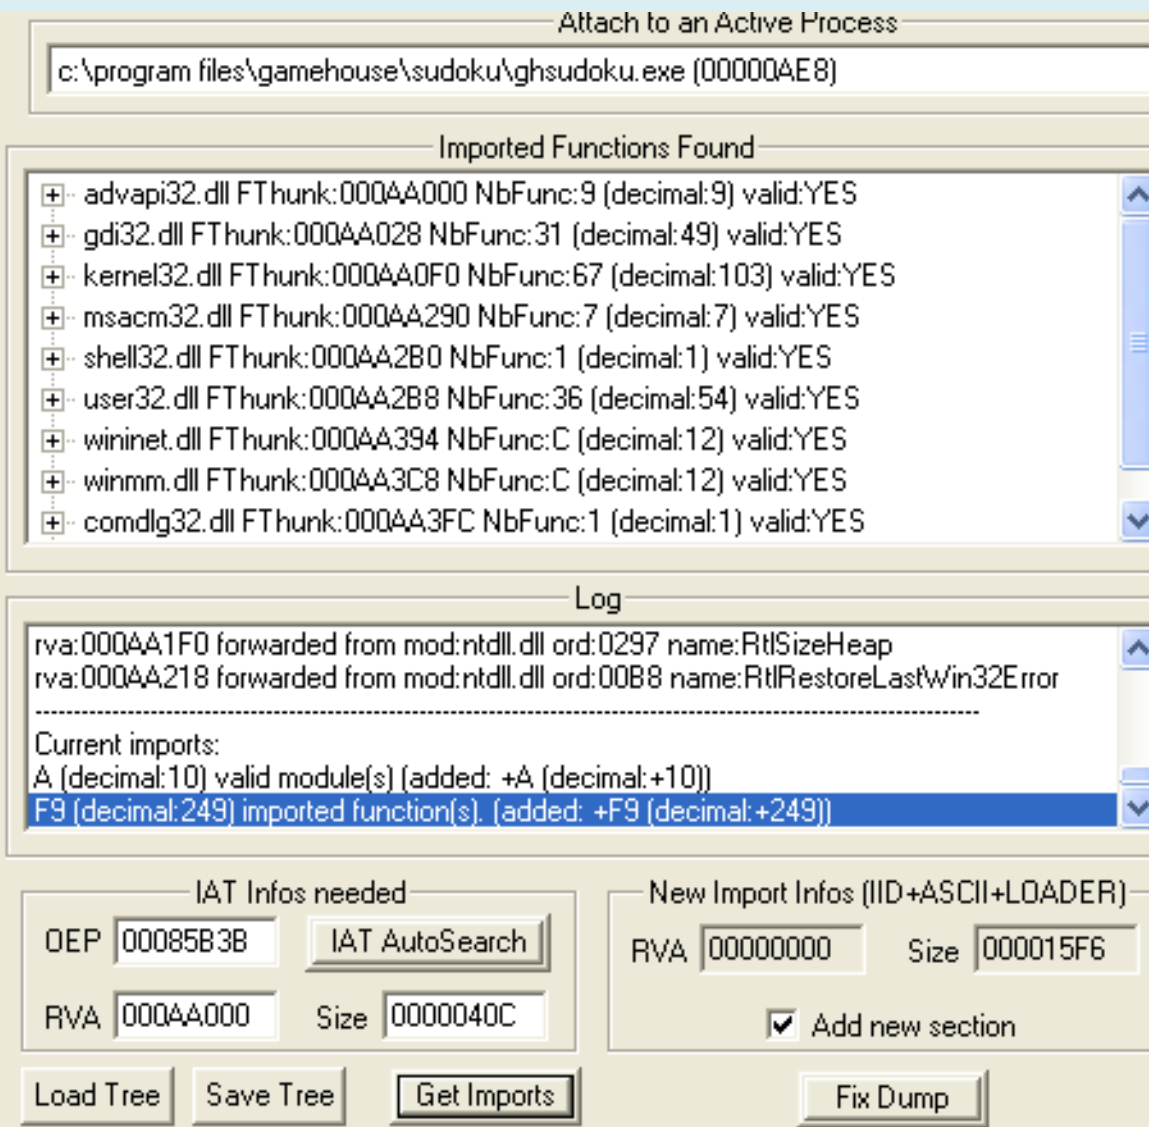 Attach to an Active Process
c:\program files\gamehouse\sudoku\ghsudoku.exe (00000AE8)
Imported Functions Found
advapi32.dll FThunk:000AA000 NbFunc:9 (decimal:9) valid:YES
gdi32.dll FThunk:000AA028 NbFunc:31 (decimal:49) valid:YES
kernel32.dll FThunk:000AA0F0 NbFunc:67 (decimal:103) valid:YES
msacm32.dll FThunk:000AA290 NbFunc:7 (decimal:7) valid:YES
shell32.dll FThunk:000AA2B0 NbFunc:1 (decimal:1) valid:YES
user32.dll FThunk:000AA2B8 NbFunc:36 (decimal:54) valid:YES
wininet.dll FThunk:000AA394 NbFunc:C (decimal:12) valid:YES
winmm.dll FThunk:000AA3C8 NbFunc:C (decimal:12) valid:YES
comdlg32.dll FThunk:000AA3FC NbFunc:1 (decimal:1) valid:YES
Log
rva:000AA1F0 forwarded from mod:ntdll.dll ord:0297 name:RtlSizeHeap
rva:000AA218 forwarded from mod:ntdll.dll ord:00B8 name:RtlRestoreLastWin32Error
---------------------------------------------------------------------------------------------------------------------------
Current imports:
A (decimal:10) valid module(s) (added: +A (decimal:+10))
F9 (decimal:249) imported function(s). (added: +F9 (decimal:+249))
IAT Infos needed
OEP 00085B3B IAT AutoSearch
RVA 000AA000 Size 0000040C
New Import Infos (IID+ASCII+LOADER)
RVA 00000000 Size 000015F6
Add new section
Load Tree Save Tree Get Imports Fix Dump